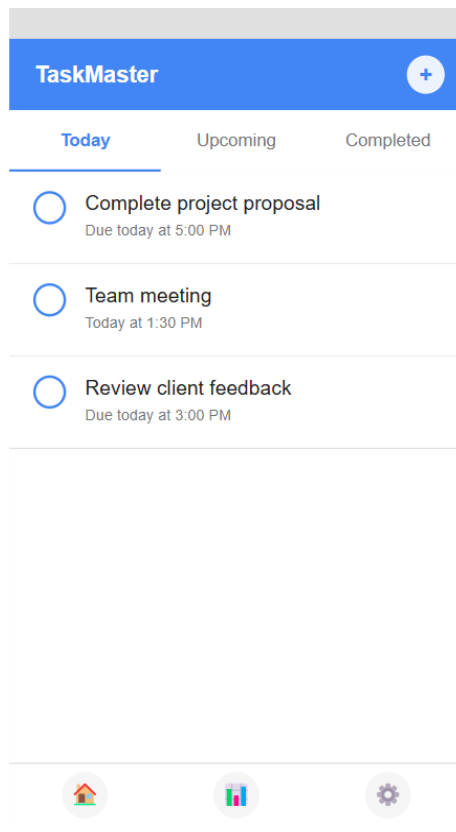 TaskMaster
+
Today Upcoming Completed
Complete project proposal
Due today at 5:00 PM
Team meeting
Today at 1:30 PM
Review client feedback
Due today at 3:00 PM